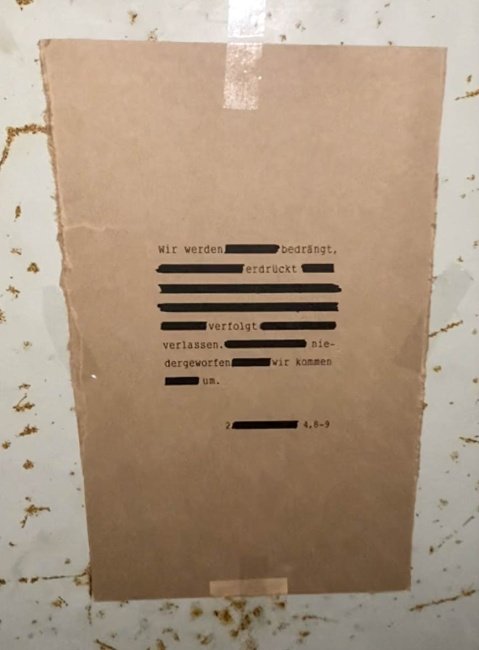 Wir werden bedrängt,
erdrückt
verfolgt
verlassen. nie-
dergeworfen wir kommen
um.
2 4,8-9